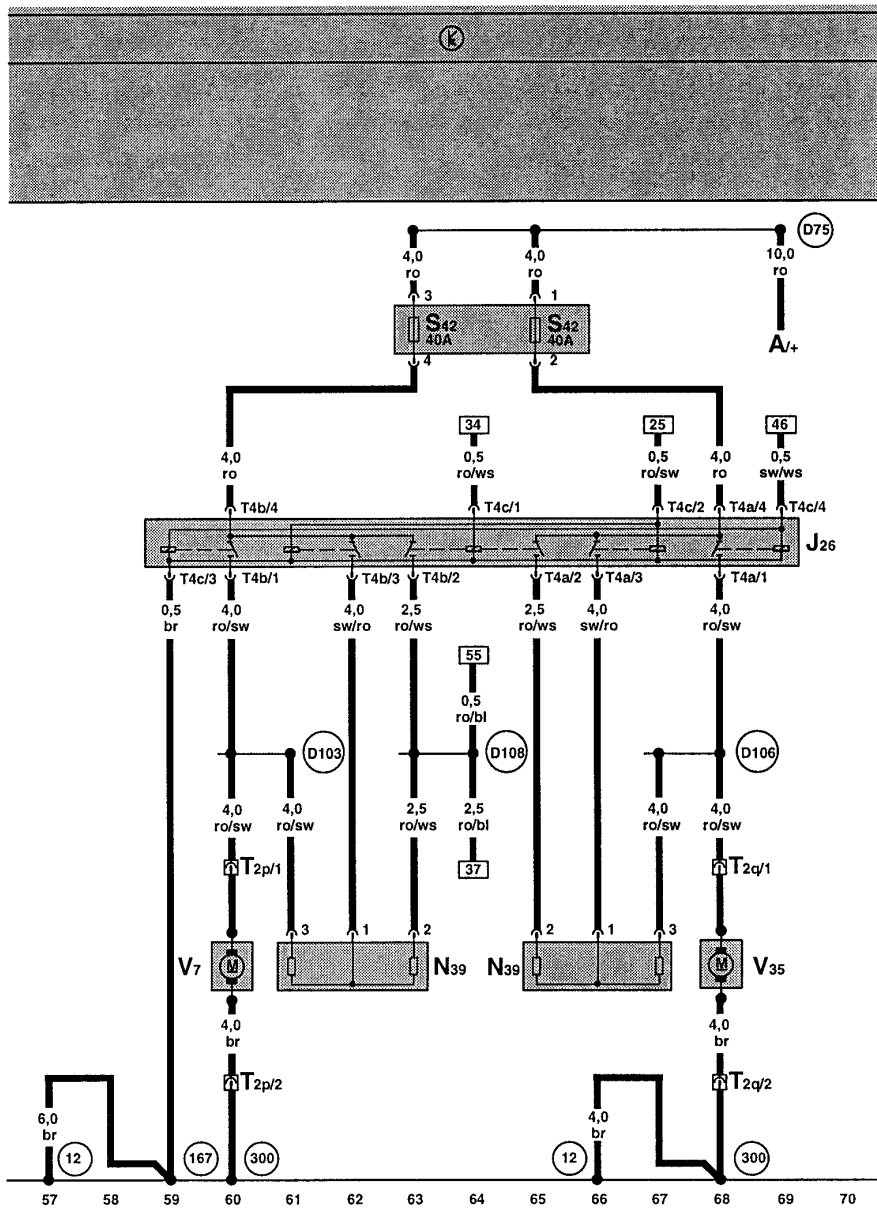 K
D75
4,0 4,0 10,0
ro ro ro
3 1
S42 S42
40A 40A
A/+
4 2
34 25 46
4,0 0,5 0,5 4,0 0,5
ro ro/ws ro/sw ro sw/ws
T4b/4 T4c/1 T4c/2 T4a/4 T4c/4
J26
T4c/3 T4b/1 T4b/3 T4b/2 T4a/2 T4a/3 T4a/1
0,5 4,0 4,0 2,5 2,5 4,0 4,0
br ro/sw sw/ro ro/ws ro/ws sw/ro ro/sw
55
0,5
ro/bl
D103 D108 D106
4,0 4,0 2,5 2,5 4,0 4,0
ro/sw ro/sw ro/ws ro/bl ro/sw ro/sw
T2p/1 37 T2q/1
3 1 2 2 1 3
V7 M N39 N39 M V35
4,0 4,0
br br
T2p/2 T2q/2
6,0 4,0
br br
12 167 300 12 300
57 58 59 60 61 62 63 64 65 66 67 68 69 70